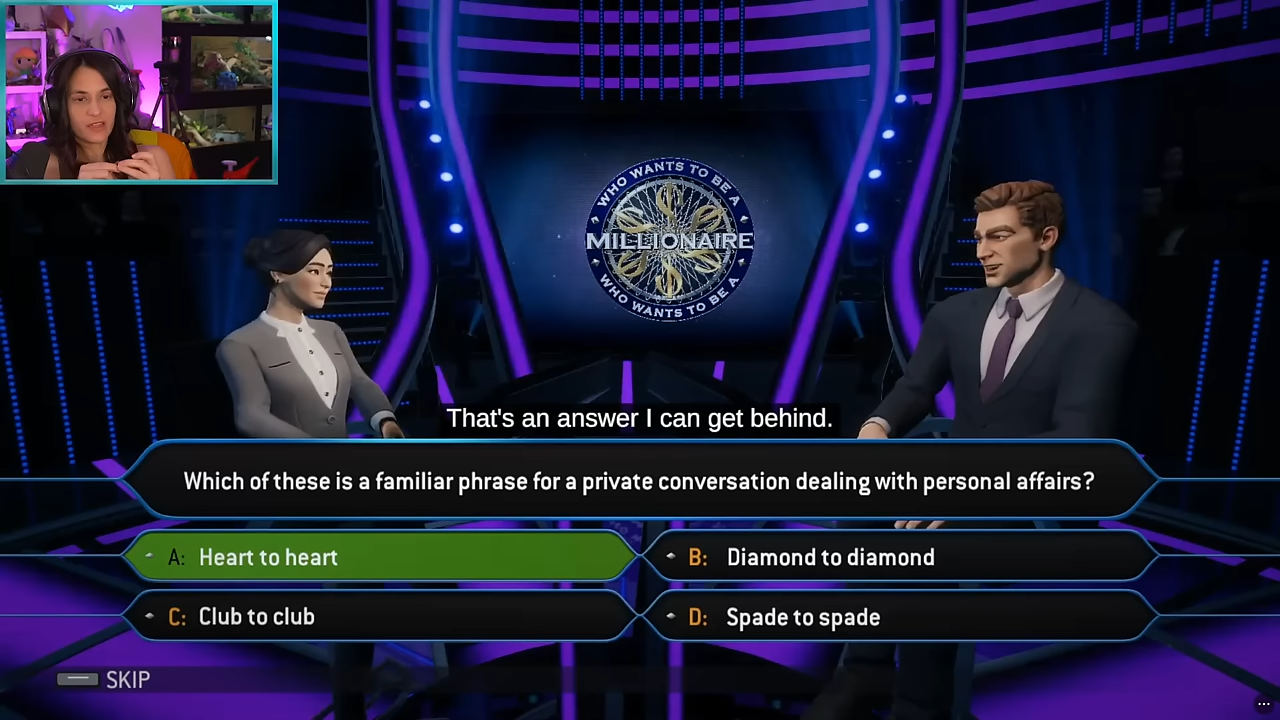 WHO WANTS TO BE A
MILLIONAIRE
WHO WANTS TO BE A
That's an answer I can get behind.
Which of these is a familiar phrase for a private conversation dealing with personal affairs?
A: Heart to heart
B: Diamond to diamond
C: Club to club
D: Spade to spade
SKIP